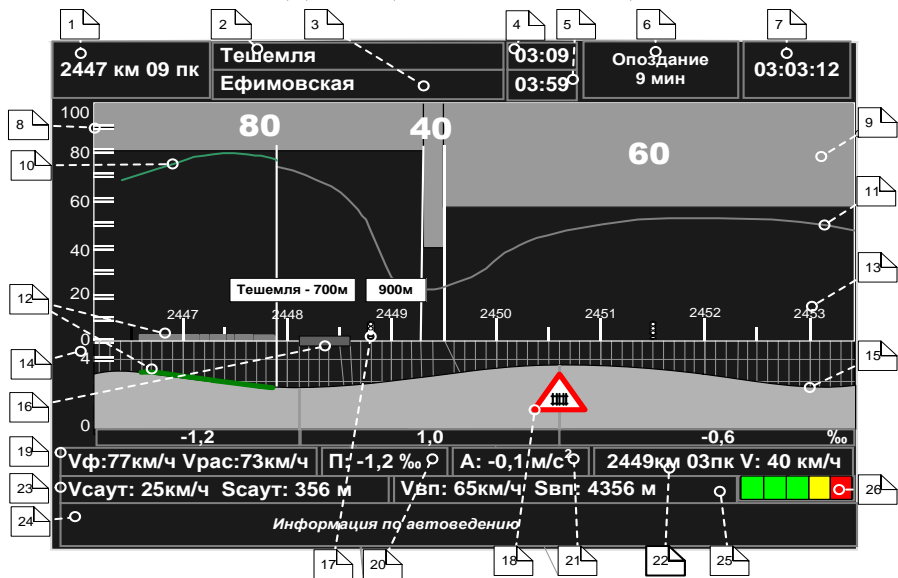 1 2 3 4 5 6 7
2447 км 09 пк
Тешемля 03:09
Ефимовская 03:59
Опоздание
9 мин
03:03:12
8
100
80 40
60
9
10
80
60
11
40
13
20
Тешемля - 700м 900м
12
2447 2448 2449 2450 2451 2452 2453
0
14
4
15
16
0
-1,2 1,0 -0,6 ‰
19
Vф:77км/ч Vрас:73км/ч П: -1,2 ‰ А: -0,1 м/с² 2449км 03пк V: 40 км/ч
23
Vсаут: 25км/ч Sсаут: 356 м Vвп: 65км/ч Sвп: 4356 м
26
24
Информация по автоведению
17 20 18 21 22 25